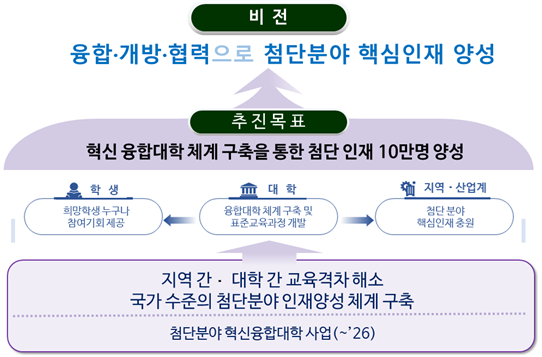 비 전
융합·개방·협력으로 첨단분야 핵심인재 양성
추진목표
혁신 융합대학 체계 구축을 통한 첨단 인재 10만명 양성
학 생
희망학생 누구나
참여기회 제공
대 학
융합대학 체계 구축 및
표준교육과정 개발
지역 · 산업계
첨단 분야
핵심인재 충원
지역 간 · 대학 간 교육격차 해소
국가 수준의 첨단분야 인재양성 체계 구축
첨단분야 혁신융합대학 사업(~'26)